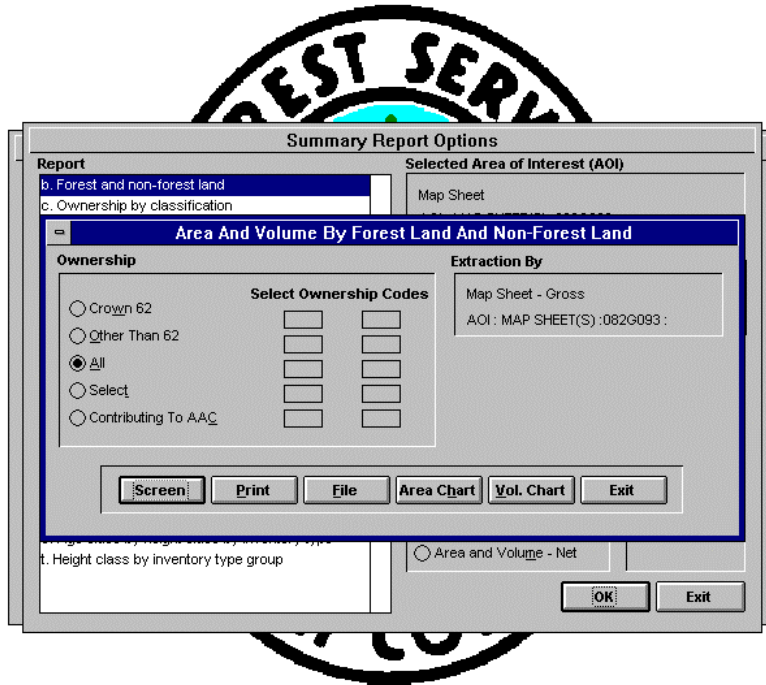 EST SERV
Summary Report Options
Report
b. Forest and non-forest land
c. Ownership by classification
Selected Area of Interest (AOI)
Map Sheet
Area And Volume By Forest Land And Non-Forest Land
Ownership
Select Ownership Codes
Crown 62
Other Than 62
All
Select
Contributing To AAC
Extraction By
Map Sheet - Gross
AOI : MAP SHEET(S) :082G093 :
Screen
Print
File
Area Chart
Vol. Chart
Exit
t. Height class by inventory type group
Area and Volume - Net
OK
Exit